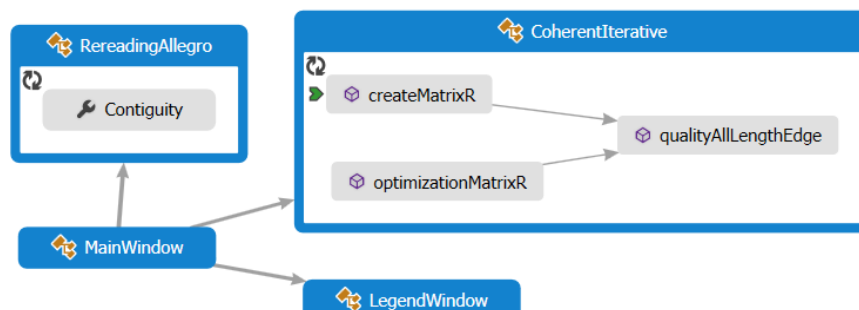 RereadingAllegro
Contiguity
CoherentIterative
createMatrixR
qualityAllLengthEdge
optimizationMatrixR
MainWindow
LegendWindow